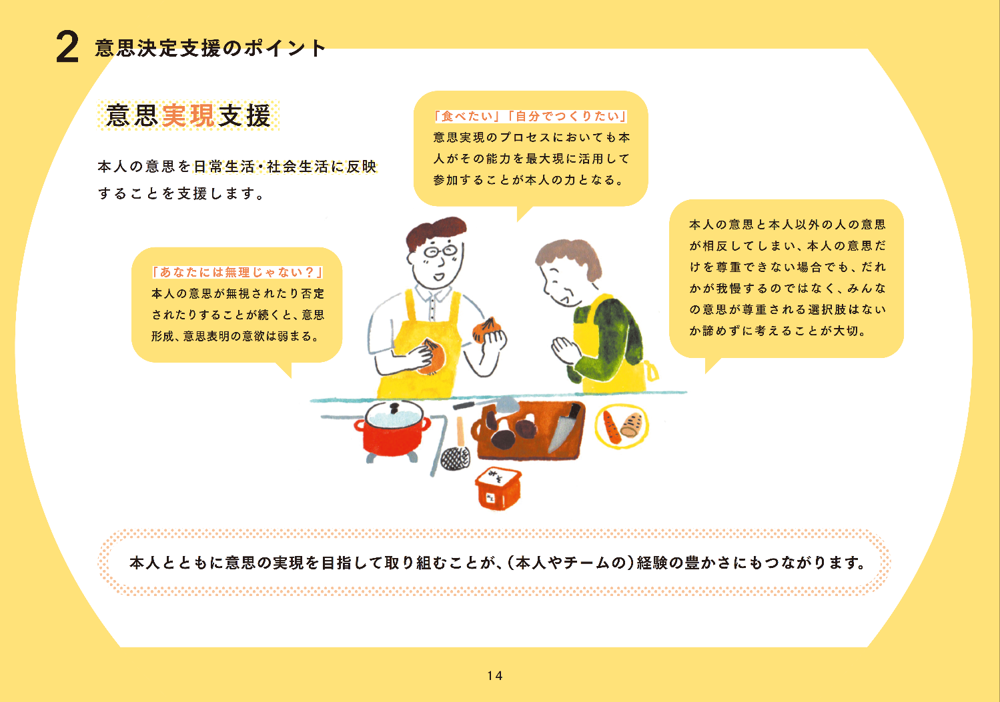 2 意思決定支援のポイント
意思実現支援
本人の意思を日常生活・社会生活に反映
することを支援します。
「食べたい」「自分でつくりたい」
意思実現のプロセスにおいても本
人がその能力を最大現に活用して
参加することが本人の力となる。
本人の意思と本人以外の人の意思
が相反してしまい、本人の意思だ
けを尊重できない場合でも、だれ
かが我慢するのではなく、みんな
の意思が尊重される選択肢はない
か諦めずに考えることが大切。
「あなたには無理じゃない？」
本人の意思が無視されたり否定
されたりすることが続くと、意思
形成、意思表明の意欲は弱まる。
みそ
みそ
本人とともに意思の実現を目指して取り組むことが、（本人やチームの）経験の豊かさにもつながります。
14